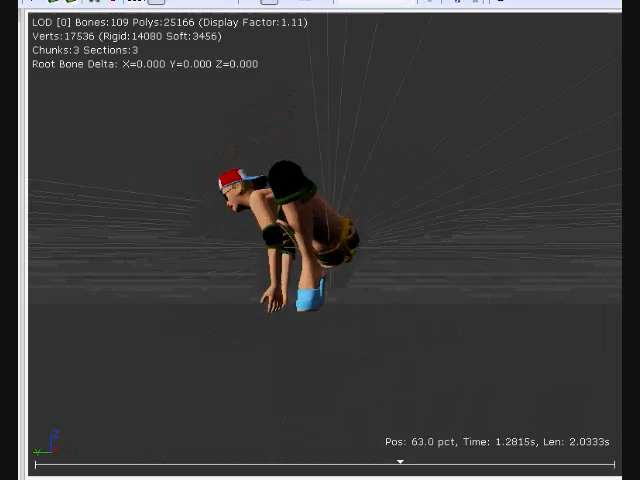 LOD [0] Bones:109 Polys:25166 (Display Factor:1.11)
Verts:17536 (Rigid:14080 Soft:3456)
Chunks:3 Sections:3
Root Bone Delta: X=0.000 Y=0.000 Z=0.000
Pos: 63.0 pct, Time: 1.2815s, Len: 2.0333s
Z
Y